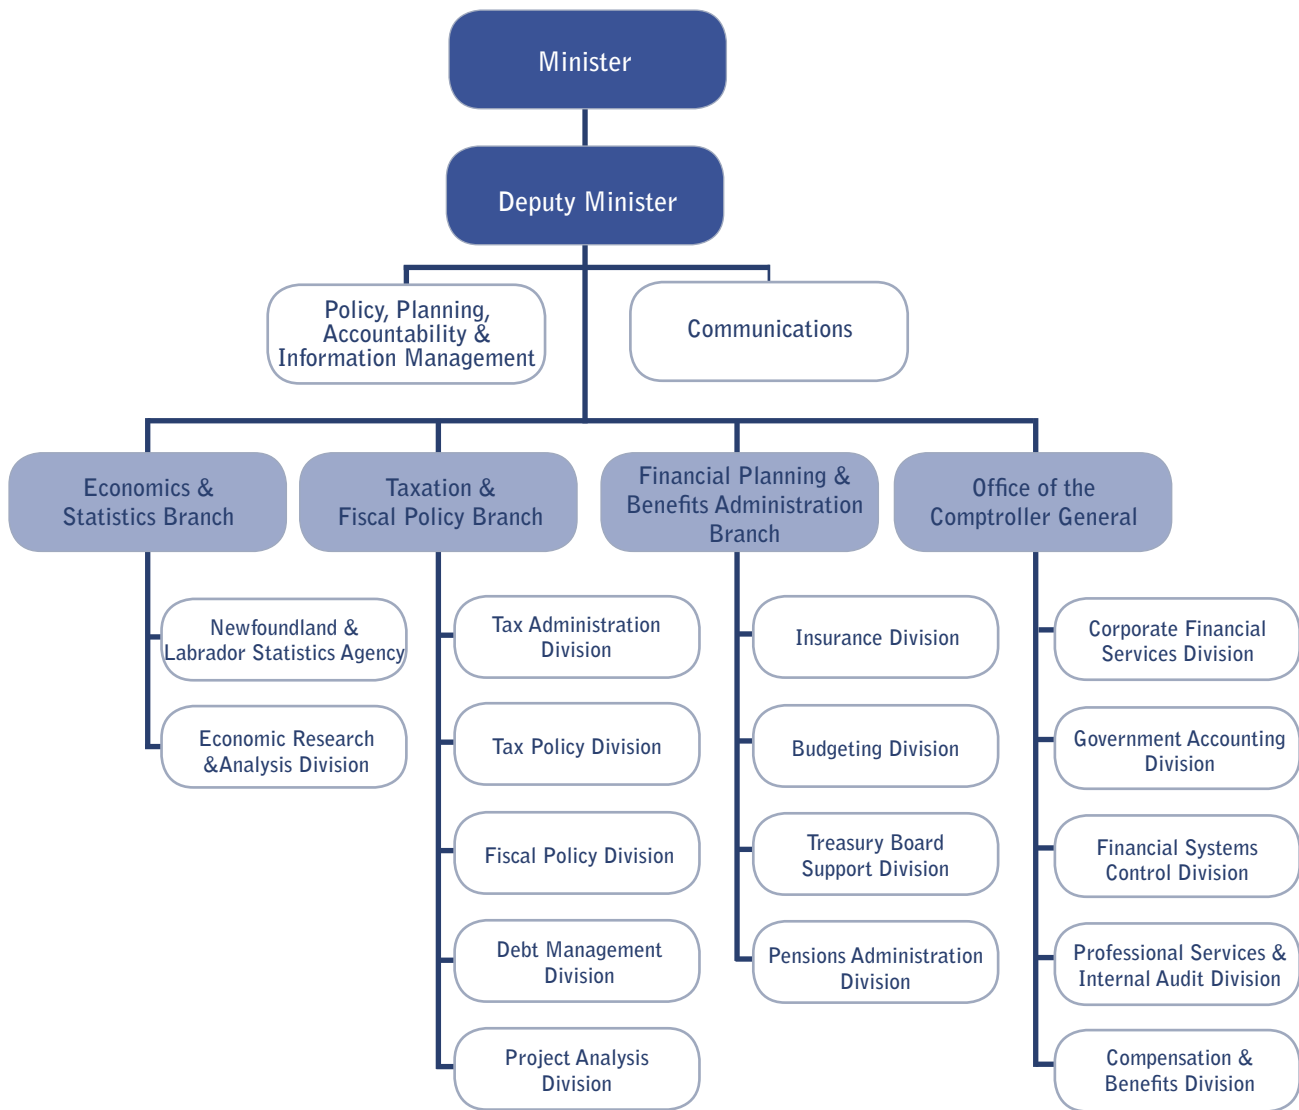 Minister
Deputy Minister
Policy, Planning,
Accountability &
Information Management
Communications
Economics &
Statistics Branch
Taxation &
Fiscal Policy Branch
Financial Planning &
Benefits Administration
Branch
Office of the
Comptroller General
Newfoundland &
Labrador Statistics Agency
Economic Research
&Analysis Division
Tax Administration
Division
Tax Policy Division
Fiscal Policy Division
Debt Management
Division
Project Analysis
Division
Insurance Division
Budgeting Division
Treasury Board
Support Division
Pensions Administration
Division
Corporate Financial
Services Division
Government Accounting
Division
Financial Systems
Control Division
Professional Services &
Internal Audit Division
Compensation &
Benefits Division